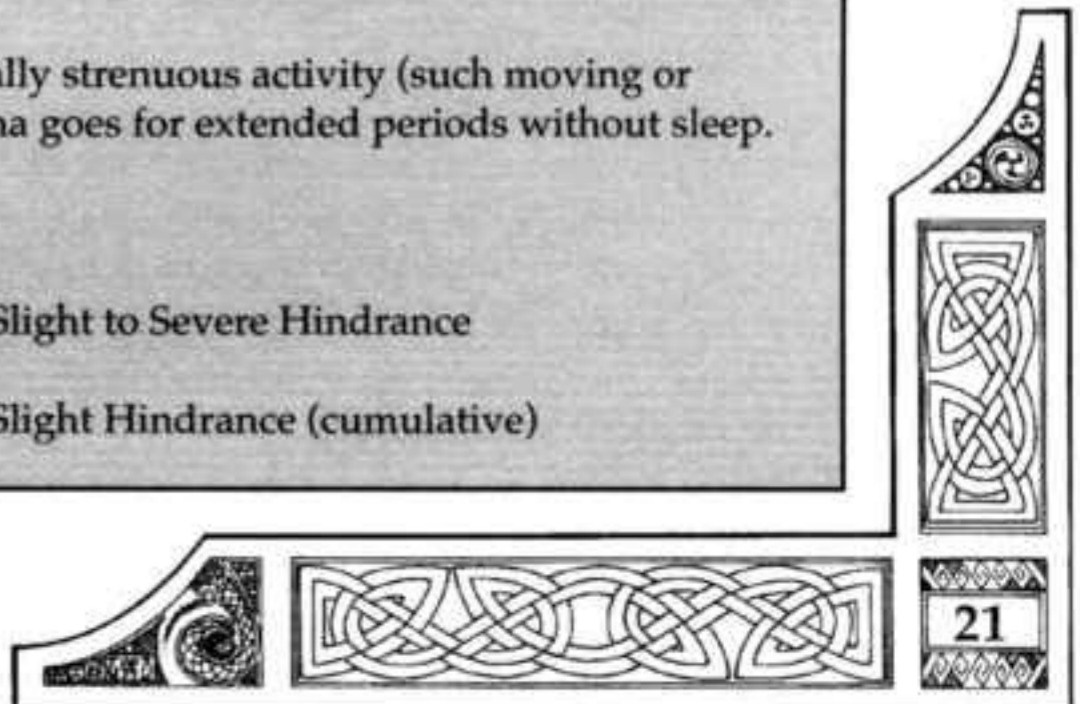 ally strenuous activity (such moving or
na goes for extended periods without sleep.
Slight to Severe Hindrance
Slight Hindrance (cumulative)
21